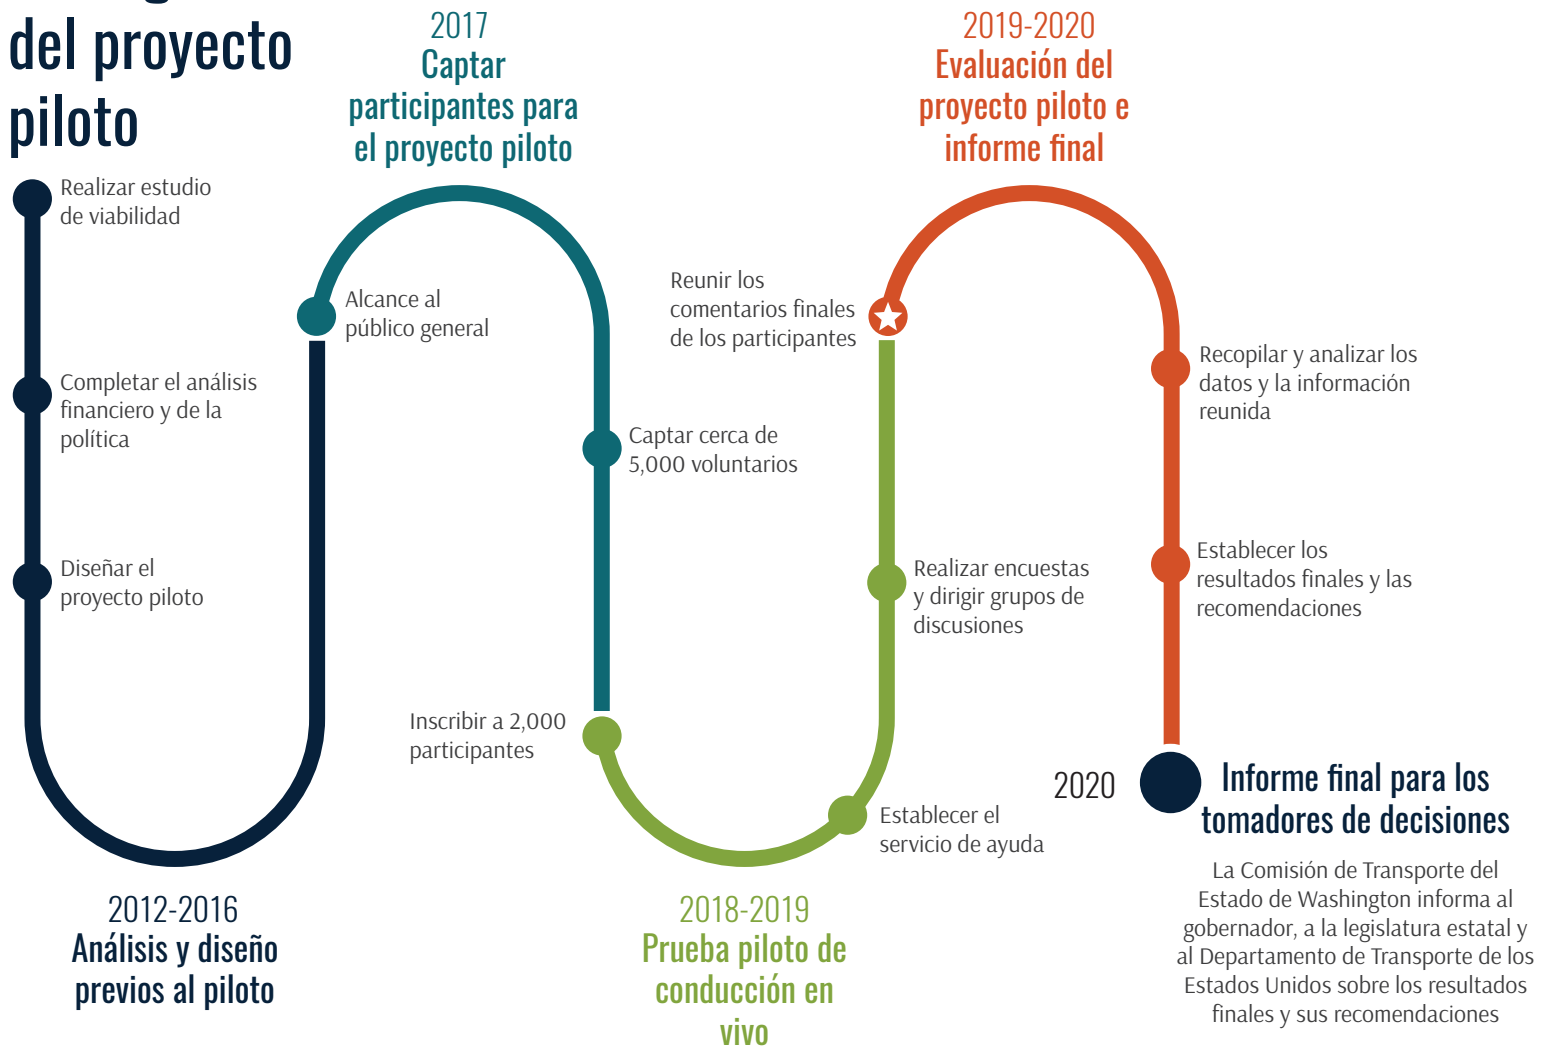 del proyecto
piloto
Realizar estudio
de viabilidad
Completar el análisis
financiero y de la
política
Diseñar el
proyecto piloto
2012-2016
Análisis y diseño
previos al piloto
2017
Captar
participantes para
el proyecto piloto
Alcance al
público general
Captar cerca de
5,000 voluntarios
Inscribir a 2,000
participantes
Establecer el
servicio de ayuda
Realizar encuestas
y dirigir grupos de
discusiones
2018-2019
Prueba piloto de
conducción en
vivo
2019-2020
Evaluación del
proyecto piloto e
informe final
Reunir los
comentarios finales
de los participantes
Recopilar y analizar los
datos y la información
reunida
Establecer los
resultados finales y las
recomendaciones
2020
Informe final para los
tomadores de decisiones
La Comisión de Transporte del
Estado de Washington informa al
gobernador, a la legislatura estatal y
al Departamento de Transporte de los
Estados Unidos sobre los resultados
finales y sus recomendaciones